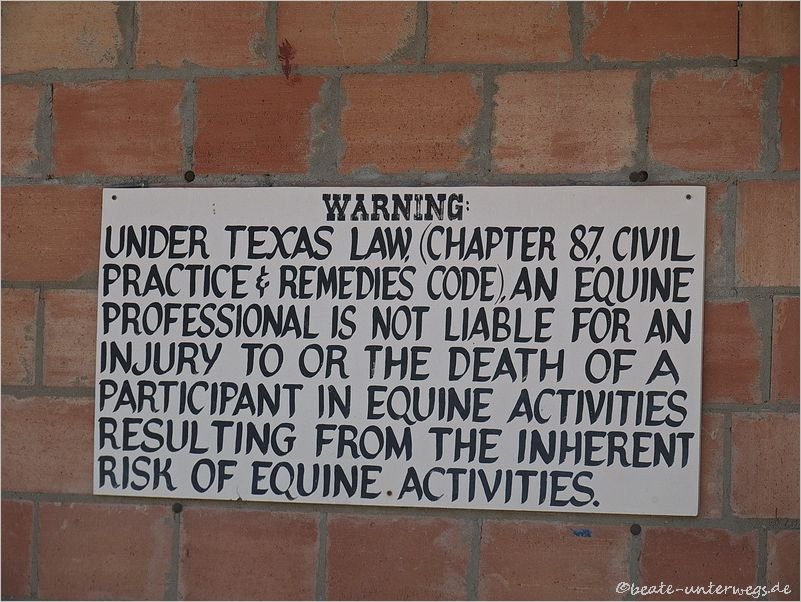 WARNING:
UNDER TEXAS LAW, (CHAPTER 87, CIVIL
PRACTICE & REMEDIES CODE), AN EQUINE
PROFESSIONAL IS NOT LIABLE FOR AN
INJURY TO OR THE DEATH OF A
PARTICIPANT IN EQUINE ACTIVITIES
RESULTING FROM THE INHERENT
RISK OF EQUINE ACTIVITIES.
©beate-unterwegs.de